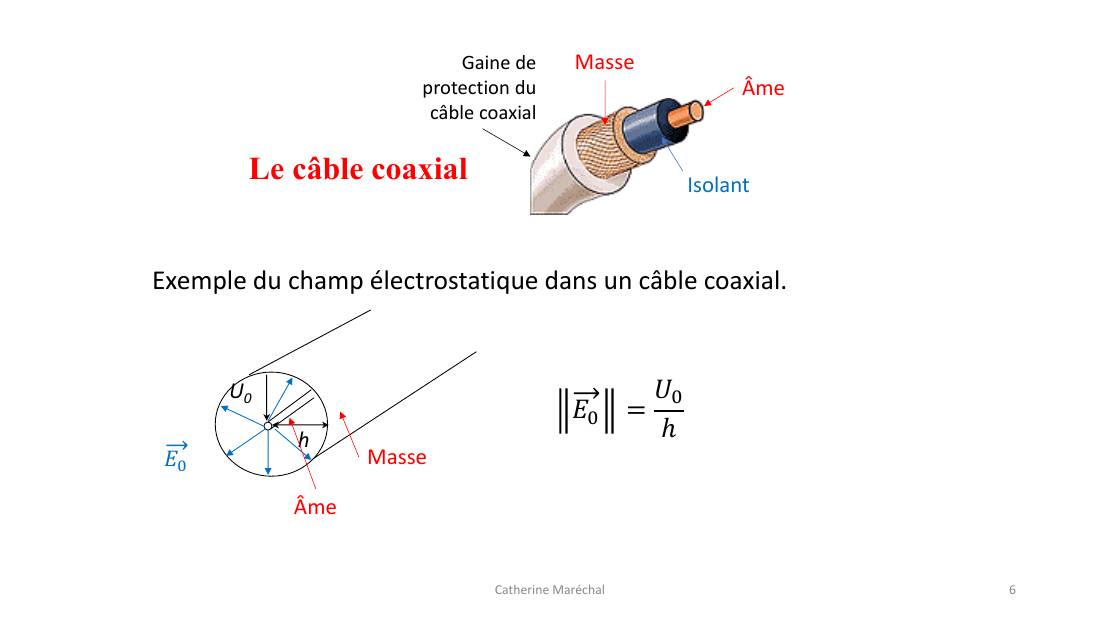 Gaine de
protection du
câble coaxial
Masse
Âme
Le câble coaxial
Isolant
Exemple du champ électrostatique dans un câble coaxial.
U₀
h
E₀⃗
Masse
Âme
‖E₀⃗‖ = U₀/h
Catherine Maréchal
6